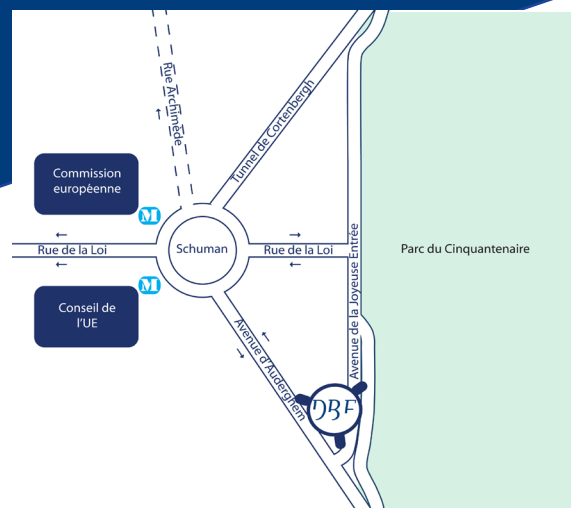 Rue Archimède
Tunnel de Cortenbergh
Commission
européenne
M
Rue de la Loi
Schuman
Rue de la Loi
Parc du Cinquantenaire
M
Conseil de
l'UE
Avenue de la Joyeuse Entrée
Avenue d'Auderghem
DBF